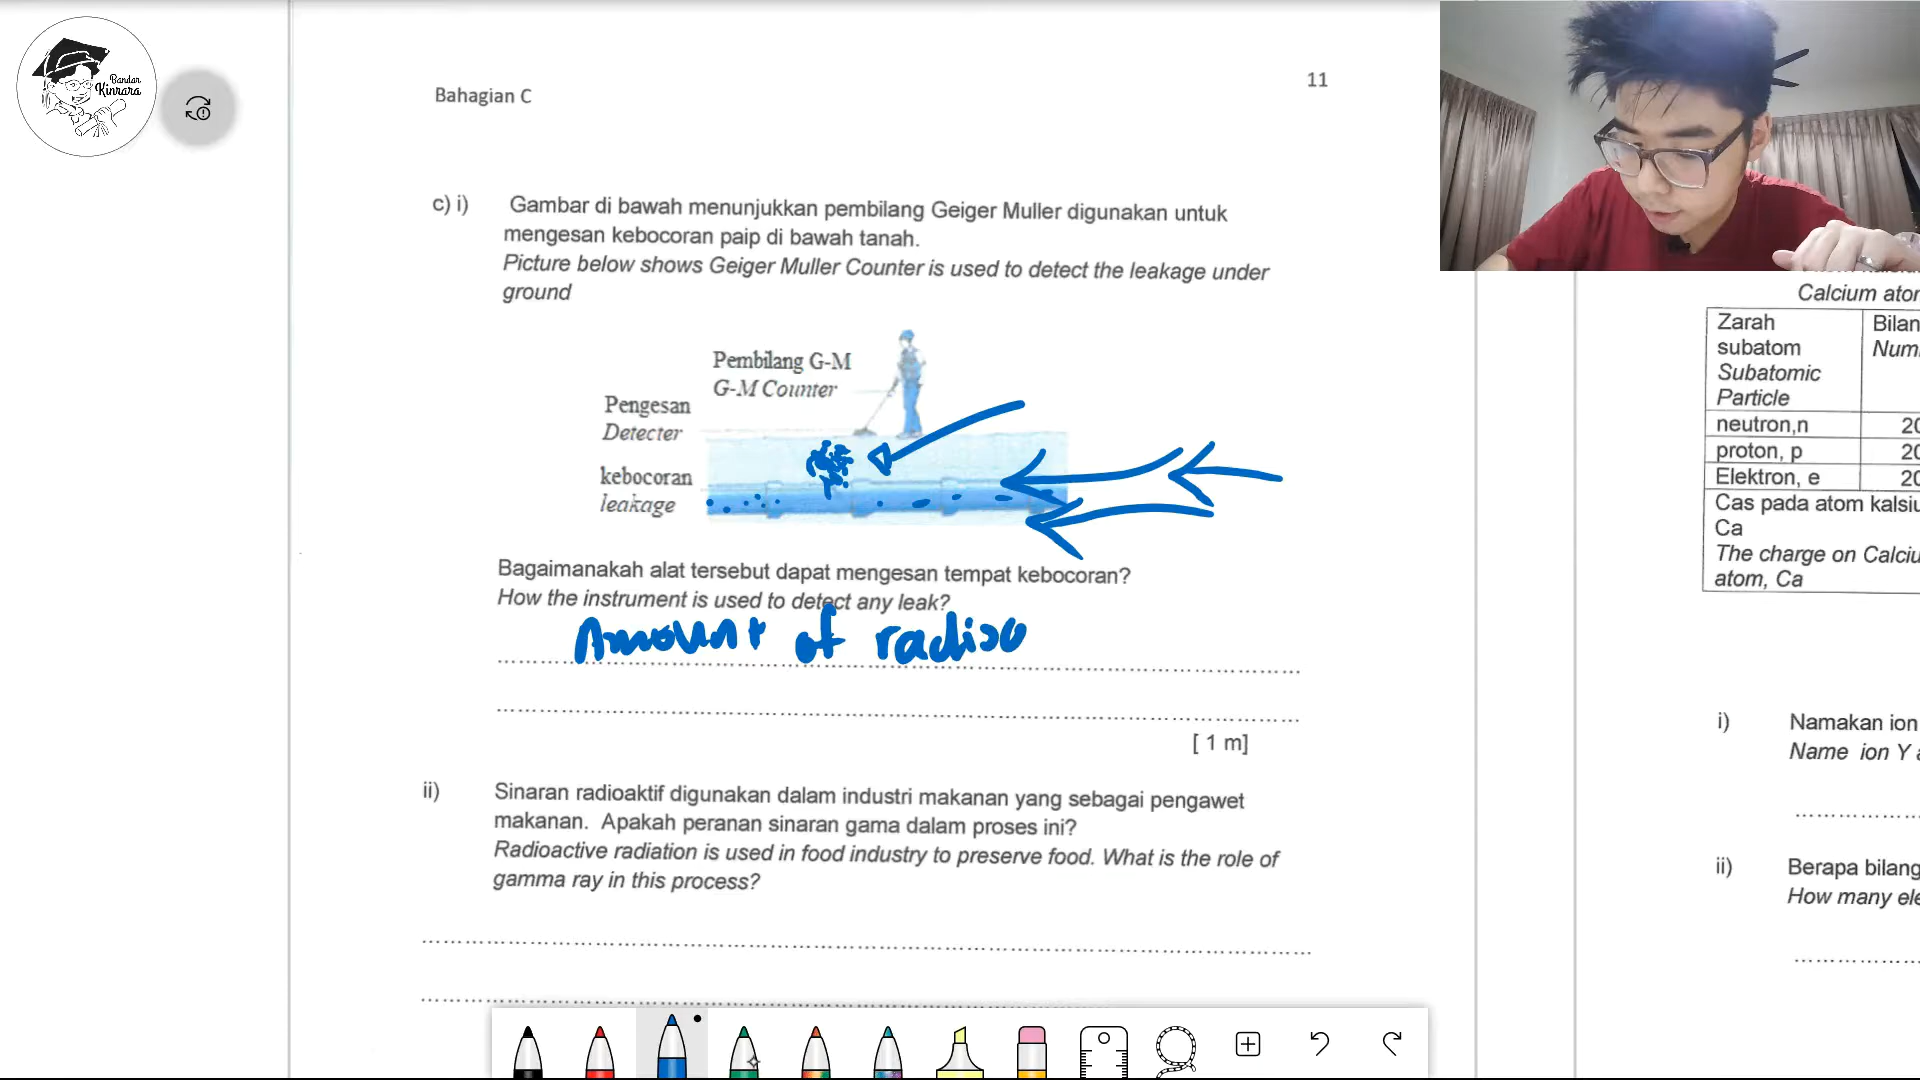 Bandar
Kinrara
Bahagian C
11
c) i) Gambar di bawah menunjukkan pembilang Geiger Muller digunakan untuk
mengesan kebocoran paip di bawah tanah.
Picture below shows Geiger Muller Counter is used to detect the leakage under
ground
Pembilang G-M
G-M Counter
Pengesan
Detecter
kebocoran
leakage
Bagaimanakah alat tersebut dapat mengesan tempat kebocoran?
How the instrument is used to detect any leak?
Amount of radioa
[ 1 m]
ii) Sinaran radioaktif digunakan dalam industri makanan yang sebagai pengawet
makanan. Apakah peranan sinaran gama dalam proses ini?
Radioactive radiation is used in food industry to preserve food. What is the role of
gamma ray in this process?
Calcium ator
Zarah
subatom
Subatomic
Particle
Bilan
Num
neutron,n 20
proton, p 20
Elektron, e 20
Cas pada atom kalsiu
Ca
The charge on Calciu
atom, Ca
i) Namakan ion
Name ion Y a
ii) Berapa bilang
How many ele